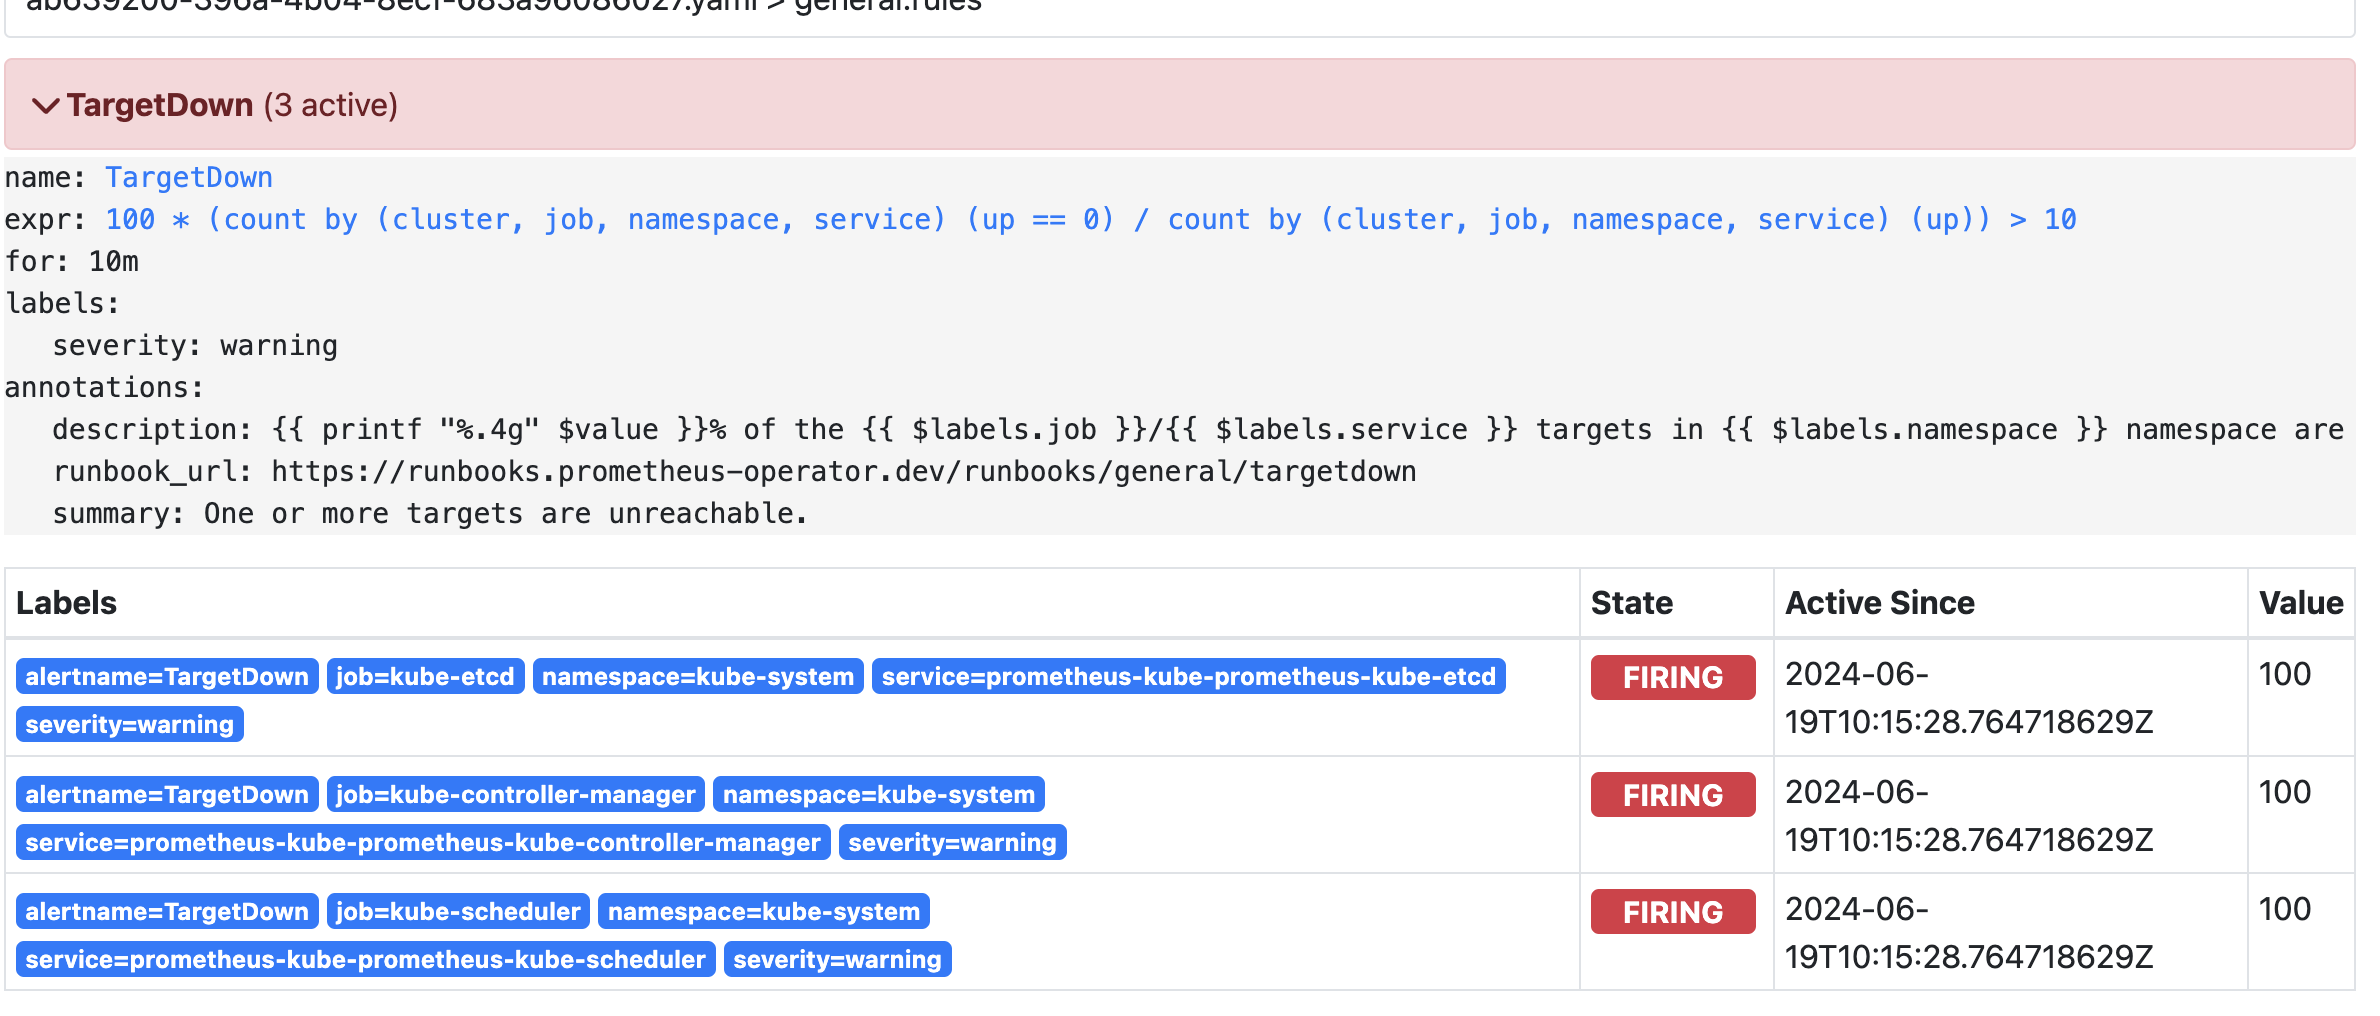 ab639200-396a-4b04-8ecf-683a96086027.yaml > general.rules
TargetDown (3 active)
name: TargetDown
expr: 100 * (count by (cluster, job, namespace, service) (up == 0) / count by (cluster, job, namespace, service) (up)) > 10
for: 10m
labels:
severity: warning
annotations:
description: {{ printf "%.4g" $value }}% of the {{ $labels.job }}/{{ $labels.service }} targets in {{ $labels.namespace }} namespace are
runbook_url: https://runbooks.prometheus-operator.dev/runbooks/general/targetdown
summary: One or more targets are unreachable.
Labels State Active Since Value
alertname=TargetDown job=kube-etcd namespace=kube-system service=prometheus-kube-prometheus-kube-etcd FIRING 2024-06- 100
severity=warning 19T10:15:28.764718629Z
alertname=TargetDown job=kube-controller-manager namespace=kube-system FIRING 2024-06- 100
service=prometheus-kube-prometheus-kube-controller-manager severity=warning 19T10:15:28.764718629Z
alertname=TargetDown job=kube-scheduler namespace=kube-system FIRING 2024-06- 100
service=prometheus-kube-prometheus-kube-scheduler severity=warning 19T10:15:28.764718629Z